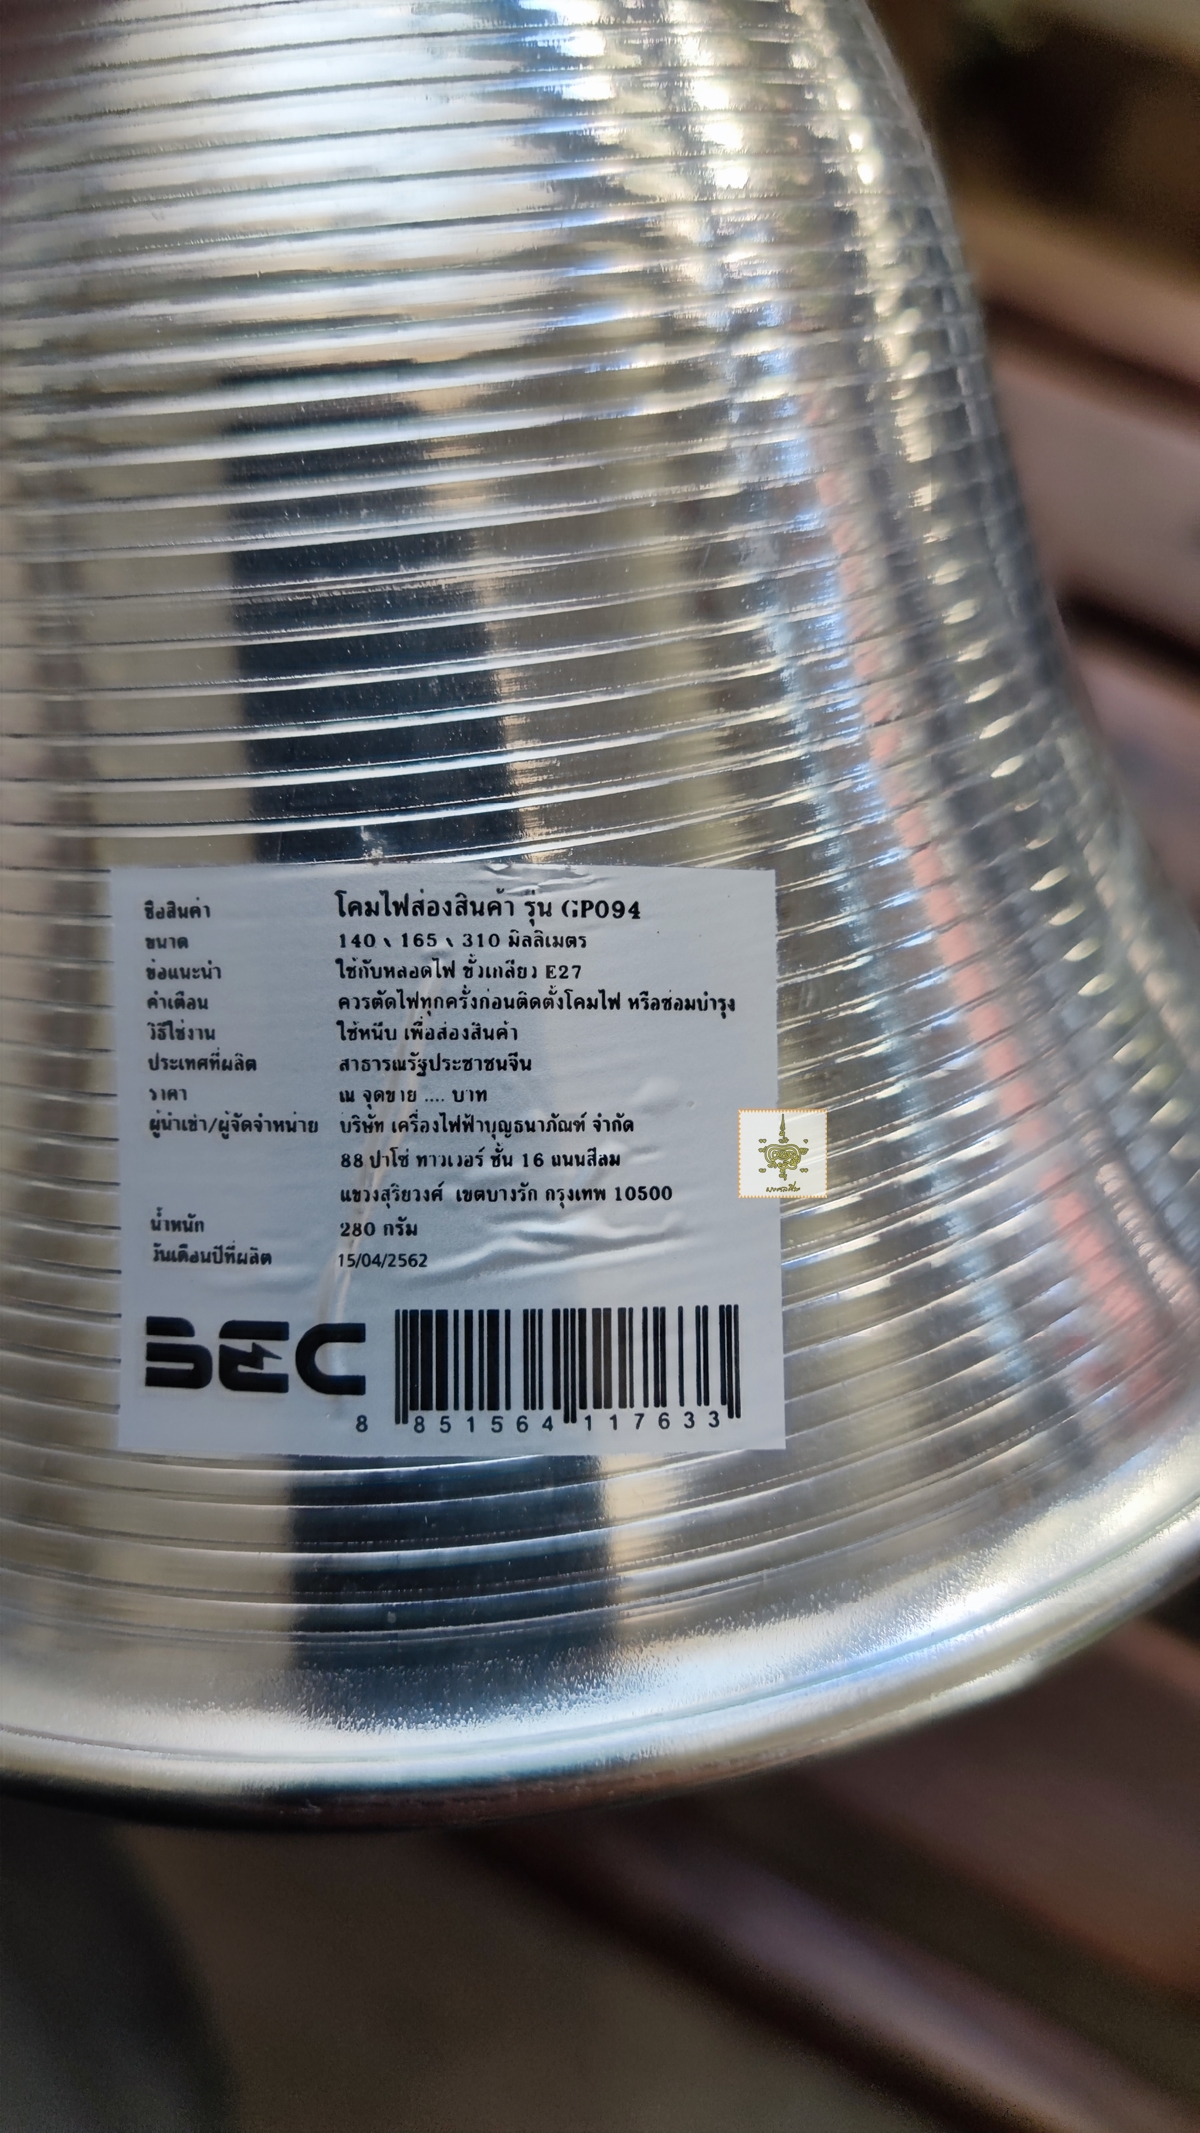 ชื่อสินค้า โคมไฟส่องสินค้า รุ่น GP094
ขนาด 140 x 165 x 310 มิลลิเมตร
ข้อแนะนำ ใช้กับหลอดไฟ ขั้วเกลียว E27
คำเตือน ควรตัดไฟทุกครั้งก่อนติดตั้งโคมไฟ หรือซ่อมบำรุง
วิธีใช้งาน ใช้หนีบ เพื่อส่องสินค้า
ประเทศที่ผลิต สาธารณรัฐประชาชนจีน
ราคา ณ จุดขาย .... บาท
ผู้นำเข้า/ผู้จัดจำหน่าย บริษัท เครื่องไฟฟ้าบุญธนาภัณฑ์ จำกัด
88 ปาโซ่ ทาวเวอร์ ชั้น 16 ถนนสีลม
แขวงสุริยวงศ์ เขตบางรัก กรุงเทพ 10500
น้ำหนัก 280 กรัม
วันเดือนปีที่ผลิต 15/04/2562
BEC
8 851564 117633